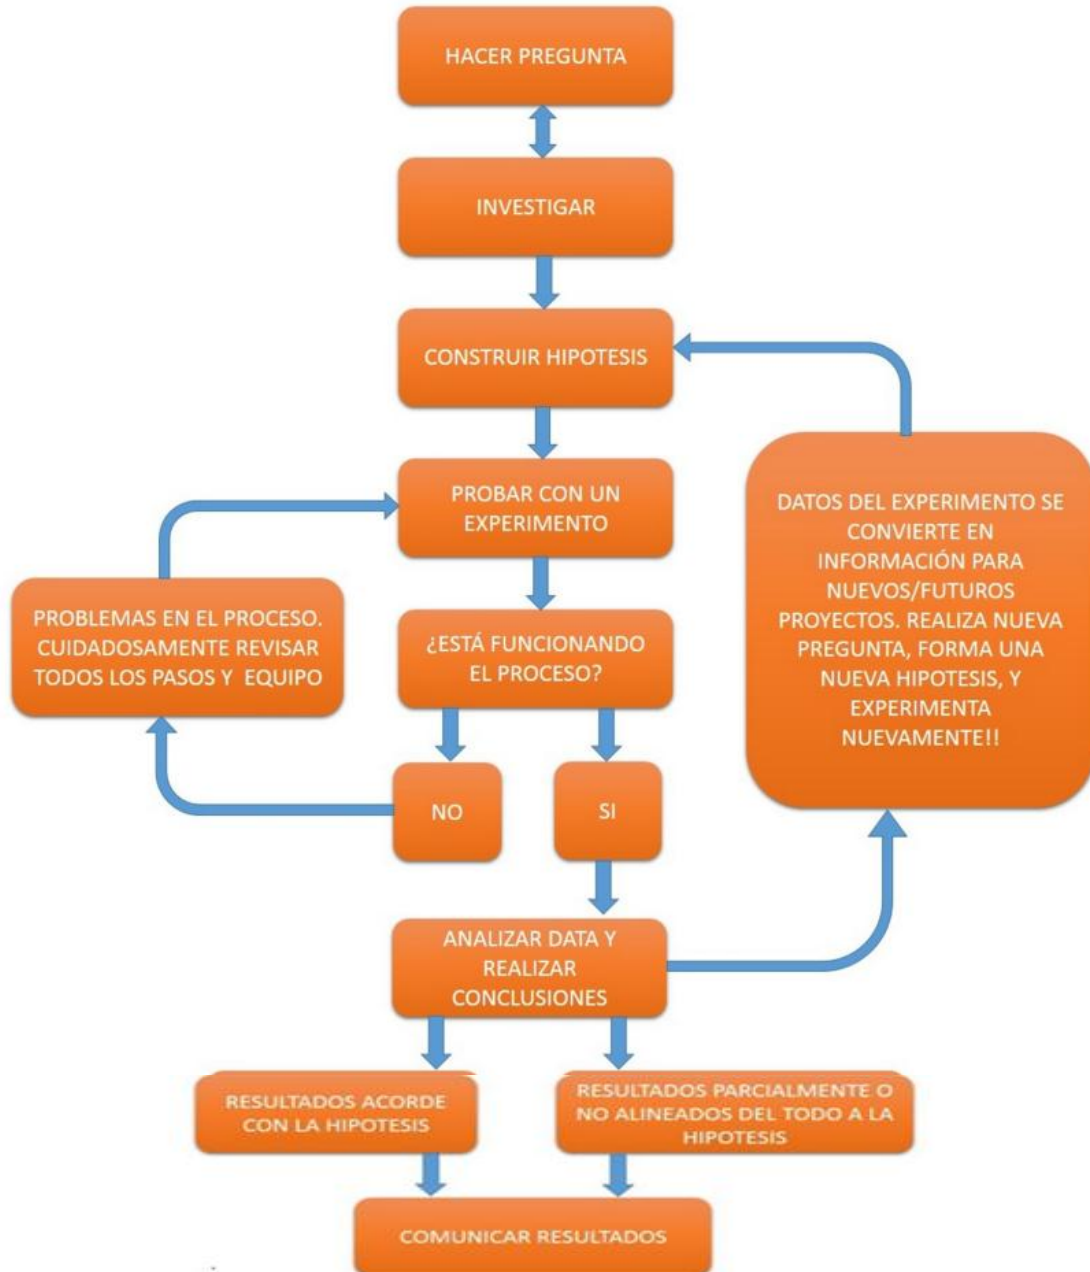 HACER PREGUNTA
INVESTIGAR
CONSTRUIR HIPOTESIS
PROBAR CON UN
EXPERIMENTO
DATOS DEL EXPERIMENTO SE
CONVIERTE EN
INFORMACIÓN PARA
NUEVOS/FUTUROS
PROYECTOS. REALIZA NUEVA
PREGUNTA, FORMA UNA
NUEVA HIPOTESIS, Y
EXPERIMENTA
NUEVAMENTE!!
PROBLEMAS EN EL PROCESO.
CUIDADOSAMENTE REVISAR
TODOS LOS PASOS Y EQUIPO
¿ESTÁ FUNCIONANDO
EL PROCESO?
NO
SI
ANALIZAR DATA Y
REALIZAR
CONCLUSIONES
RESULTADOS ACORDE
CON LA HIPOTESIS
RESULTADOS PARCIALMENTE O
NO ALINEADOS DEL TODO A LA
HIPOTESIS
COMUNICAR RESULTADOS